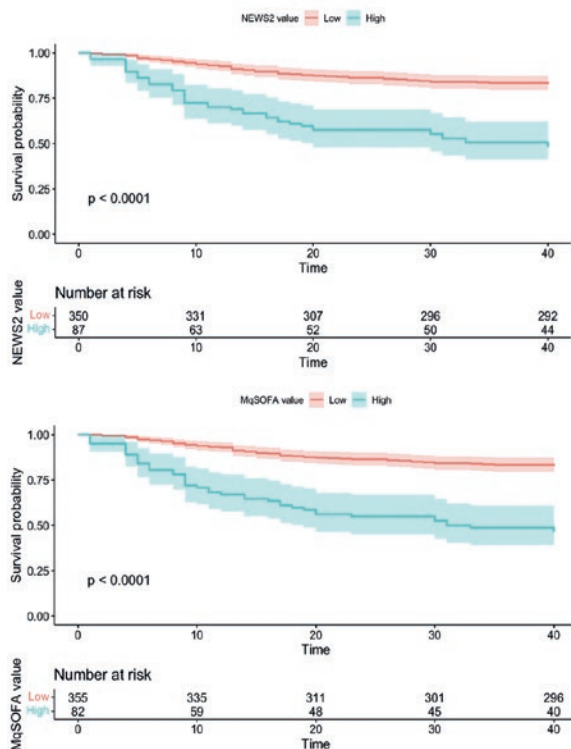 NEWS2 value Low High
1.00
0.75
0.50
0.25
0.00
Survival probability
p < 0.0001
0 10 20 30 40
Time
Number at risk
NEWS2 value
Low 350 331 307 296 292
High 87 63 52 50 44
0 10 20 30 40
Time
MqSOFA value Low High
1.00
0.75
0.50
0.25
0.00
Survival probability
p < 0.0001
0 10 20 30 40
Time
Number at risk
MqSOFA value
Low 355 335 311 301 296
High 82 59 48 45 40
0 10 20 30 40
Time